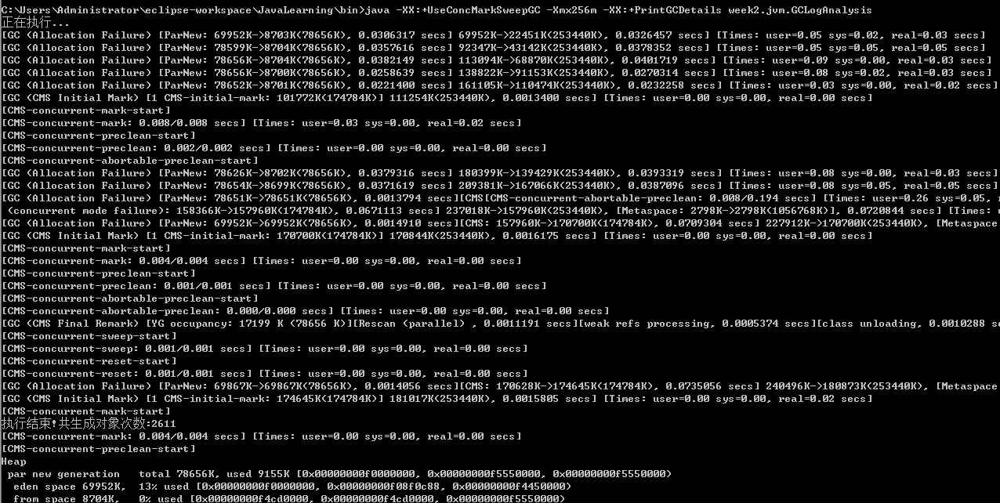 C:\Users\Administrator\eclipse-workspace\JavaLearning\bin>java -XX:+UseConcMarkSweepGC -Xmx256m -XX:+PrintGCDetails week2.jvm.GCLogAnalysis
正在执行...
[GC (Allocation Failure) [ParNew: 69952K->8703K(78656K), 0.0306317 secs] 69952K->22451K(253440K), 0.0326457 secs] [Times: user=0.05 sys=0.02, real=0.03 secs]
[GC (Allocation Failure) [ParNew: 78599K->8704K(78656K), 0.0357616 secs] 92347K->43142K(253440K), 0.0378352 secs] [Times: user=0.05 sys=0.05, real=0.05 secs]
[GC (Allocation Failure) [ParNew: 78656K->8704K(78656K), 0.0382149 secs] 113094K->68870K(253440K), 0.0401719 secs] [Times: user=0.09 sys=0.00, real=0.03 secs]
[GC (Allocation Failure) [ParNew: 78656K->8700K(78656K), 0.0258639 secs] 138822K->91153K(253440K), 0.0270314 secs] [Times: user=0.08 sys=0.02, real=0.03 secs]
[GC (Allocation Failure) [ParNew: 78652K->8701K(78656K), 0.0221400 secs] 161105K->110474K(253440K), 0.0232258 secs] [Times: user=0.03 sys=0.00, real=0.02 secs]
[GC (CMS Initial Mark) [1 CMS-initial-mark: 101772K(174784K)] 111254K(253440K), 0.0013400 secs] [Times: user=0.00 sys=0.00, real=0.00 secs]
[CMS-concurrent-mark-start]
[CMS-concurrent-mark: 0.008/0.008 secs] [Times: user=0.03 sys=0.00, real=0.02 secs]
[CMS-concurrent-preclean-start]
[CMS-concurrent-preclean: 0.002/0.002 secs] [Times: user=0.00 sys=0.00, real=0.00 secs]
[CMS-concurrent-abortable-preclean-start]
[GC (Allocation Failure) [ParNew: 78626K->8702K(78656K), 0.0379316 secs] 180399K->139429K(253440K), 0.0393319 secs] [Times: user=0.08 sys=0.00, real=0.03 secs]
[GC (Allocation Failure) [ParNew: 78654K->8699K(78656K), 0.0371619 secs] 209381K->167066K(253440K), 0.0387096 secs] [Times: user=0.08 sys=0.05, real=0.05 secs]
[GC (Allocation Failure) [ParNew: 78651K->78651K(78656K), 0.0013794 secs][CMS[CMS-concurrent-abortable-preclean: 0.008/0.194 secs] [Times: user=0.26 sys=0.05,
(concurrent mode failure): 158366K->157960K(174784K), 0.0671113 secs] 237018K->157960K(253440K), [Metaspace: 2798K->2798K(1056768K)], 0.0720844 secs] [Times:
[GC (Allocation Failure) [ParNew: 69952K->69952K(78656K), 0.0014910 secs][CMS: 157960K->170700K(174784K), 0.0709304 secs] 227912K->170700K(253440K), [Metaspace
[GC (CMS Initial Mark) [1 CMS-initial-mark: 170700K(174784K)] 170844K(253440K), 0.0016175 secs] [Times: user=0.00 sys=0.00, real=0.00 secs]
[CMS-concurrent-mark-start]
[CMS-concurrent-mark: 0.004/0.004 secs] [Times: user=0.00 sys=0.00, real=0.00 secs]
[CMS-concurrent-preclean-start]
[CMS-concurrent-preclean: 0.001/0.001 secs] [Times: user=0.00 sys=0.00, real=0.00 secs]
[CMS-concurrent-abortable-preclean-start]
[CMS-concurrent-abortable-preclean: 0.000/0.000 secs] [Times: user=0.00 sys=0.00, real=0.00 secs]
[GC (CMS Final Remark) [YG occupancy: 17199 K (78656 K)][Rescan (parallel) , 0.0011191 secs][weak refs processing, 0.0005374 secs][class unloading, 0.0010288 se
[CMS-concurrent-sweep-start]
[CMS-concurrent-sweep: 0.001/0.001 secs] [Times: user=0.00 sys=0.00, real=0.00 secs]
[CMS-concurrent-reset-start]
[CMS-concurrent-reset: 0.001/0.001 secs] [Times: user=0.00 sys=0.00, real=0.00 secs]
[GC (Allocation Failure) [ParNew: 69867K->69867K(78656K), 0.0014056 secs][CMS: 170628K->174645K(174784K), 0.0735056 secs] 240496K->180873K(253440K), [Metaspace
[GC (CMS Initial Mark) [1 CMS-initial-mark: 174645K(174784K)] 181017K(253440K), 0.0015805 secs] [Times: user=0.00 sys=0.00, real=0.02 secs]
[CMS-concurrent-mark-start]
执行结束!共生成对象次数:2611
[CMS-concurrent-mark: 0.004/0.004 secs] [Times: user=0.00 sys=0.00, real=0.00 secs]
[CMS-concurrent-preclean-start]
Heap
par new generation total 78656K, used 9155K [0x00000000f0000000, 0x00000000f5550000, 0x00000000f5550000)
eden space 69952K, 13% used [0x00000000f0000000, 0x00000000f08f0c88, 0x00000000f4450000)
from space 8704K, 0% used [0x00000000f4cd0000, 0x00000000f4cd0000, 0x00000000f5550000)